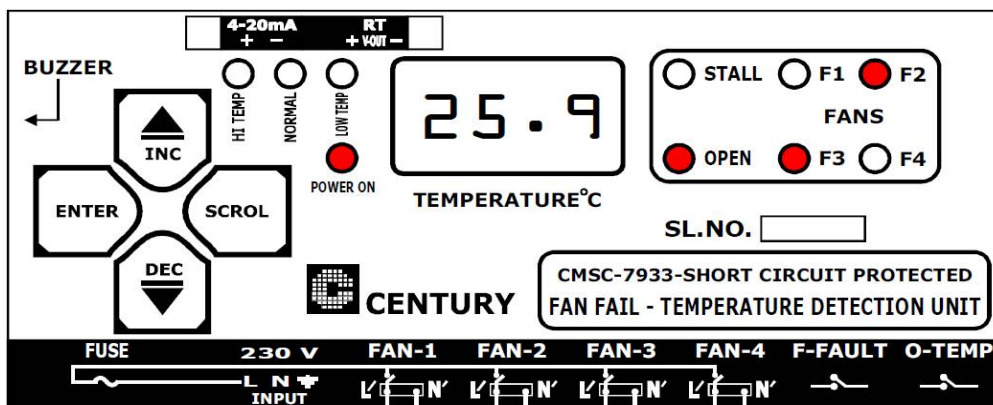 4-20mA RT
+ - + V-OUT -
BUZZER
HI TEMP
NORMAL
LOW TEMP
POWER ON
INC
ENTER
SCROL
DEC
25.9
TEMPERATURE°C
STALL F1 F2
FANS
OPEN F3 F4
SL.NO.
C CENTURY
CMSC-7933-SHORT CIRCUIT PROTECTED
FAN FAIL - TEMPERATURE DETECTION UNIT
FUSE 230 V FAN-1 FAN-2 FAN-3 FAN-4 F-FAULT O-TEMP
L N L' N' L' N' L' N' L' N'
INPUT